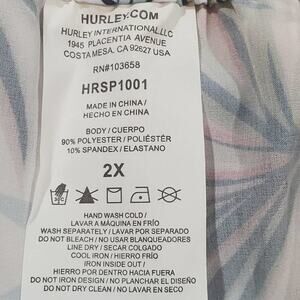 HURLEY.COM
HURLEY INTERNATIONALLLC
1945 PLACENTIA AVENUE
COSTA MESA, CA 92627 USA
RN#103658
HRSP1001
MADE IN CHINA /
HECHO EN CHINA
BODY / CUERPO
90% POLYESTER / POLIÉSTER
10% SPANDEX / ELASTANO
2X
HAND WASH COLD /
LAVAR A MÁQUINA EN FRÍO
WASH SEPARATELY / LAVAR POR SEPARADO
DO NOT BLEACH / NO USAR BLANQUEADORES
LINE DRY / SECAR COLGADO
COOL IRON / HIERRO FRÍO
IRON INSIDE OUT /
HIERRO POR DENTRO HACIA FUERA
DO NOT IRON DESIGN / NO PLANCHAR EL DISEÑO
DO NOT DRY CLEAN / NO LAVAR EN SECO